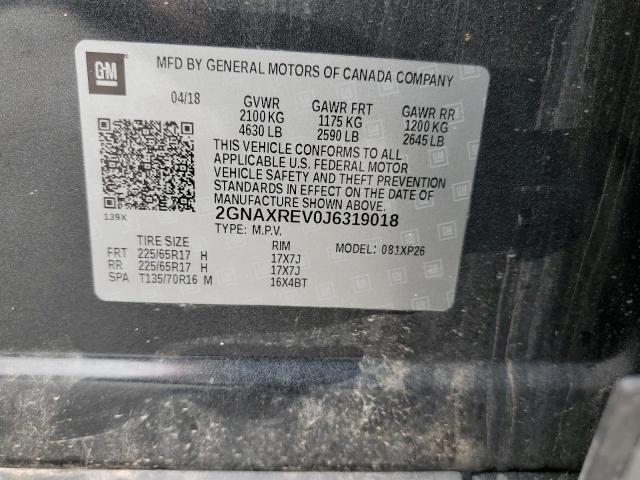 GM
MFD BY GENERAL MOTORS OF CANADA COMPANY
04/18 GVWR GAWR FRT GAWR RR
2100 KG 1175 KG 1200 KG
4630 LB 2590 LB 2645 LB
THIS VEHICLE CONFORMS TO ALL
APPLICABLE U.S. FEDERAL MOTOR
VEHICLE SAFETY AND THEFT PREVENTION
STANDARDS IN EFFECT ON THE DATE OF
MANUFACTURE SHOWN ABOVE.
139X 2GNAXREV0J6319018
TYPE: M.P.V.
TIRE SIZE RIM MODEL: 081XP26
FRT 225/65R17 H 17X7J
RR 225/65R17 H 17X7J
SPA T135/70R16 M 16X4BT